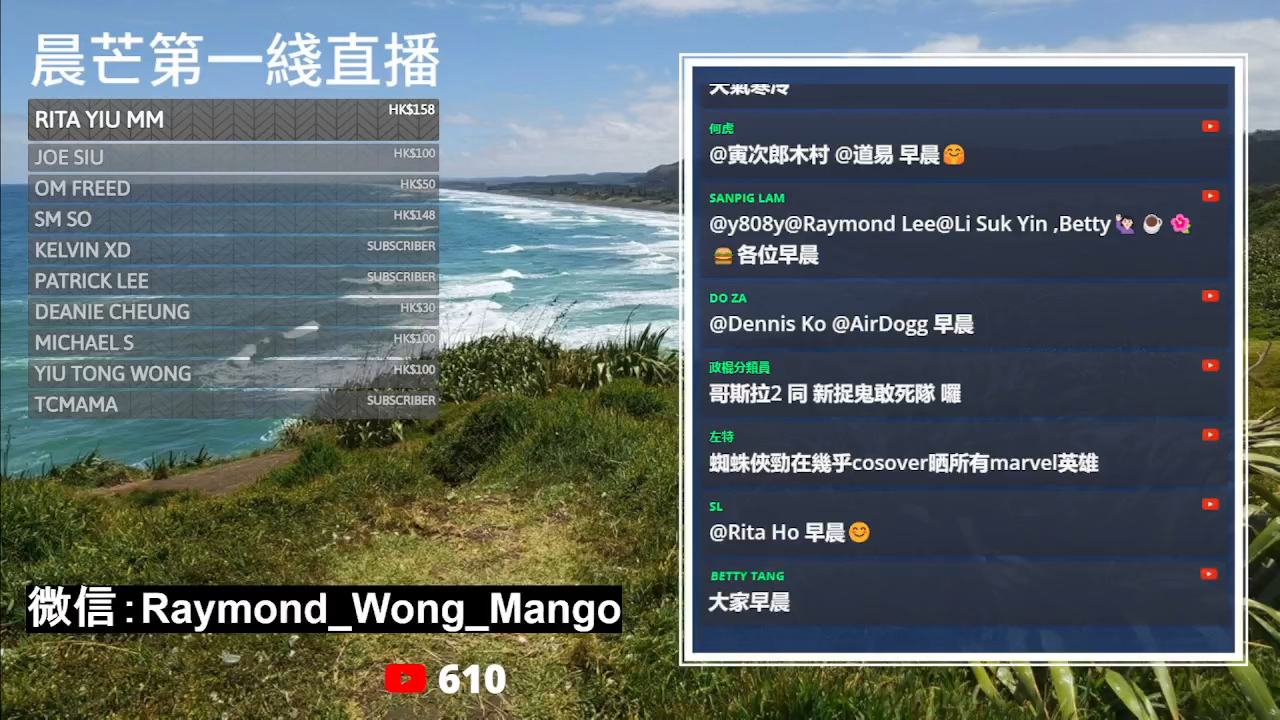 晨芒第一綫直播
RITA YIU MM HK$158
JOE SIU HK$100
OM FREED HK$50
SM SO HK$148
KELVIN XD SUBSCRIBER
PATRICK LEE SUBSCRIBER
DEANIE CHEUNG HK$30
MICHAEL S HK$100
YIU TONG WONG HK$100
TCMAMA SUBSCRIBER
微信:Raymond_Wong_Mango
610
天氣寒冷
何虎
@寅次郎木村 @道易 早晨🤗
SANPIG LAM
@y808y@Raymond Lee@Li Suk Yin ,Betty🙋🏻‍♀️ ☕ 🌺
🍔各位早晨
DO ZA
@Dennis Ko @AirDogg 早晨
政棍分類員
哥斯拉2 同 新捉鬼敢死隊 囉
左特
蜘蛛俠勁在幾乎cosover晒所有marvel英雄
SL
@Rita Ho 早晨😊
BETTY TANG
大家早晨